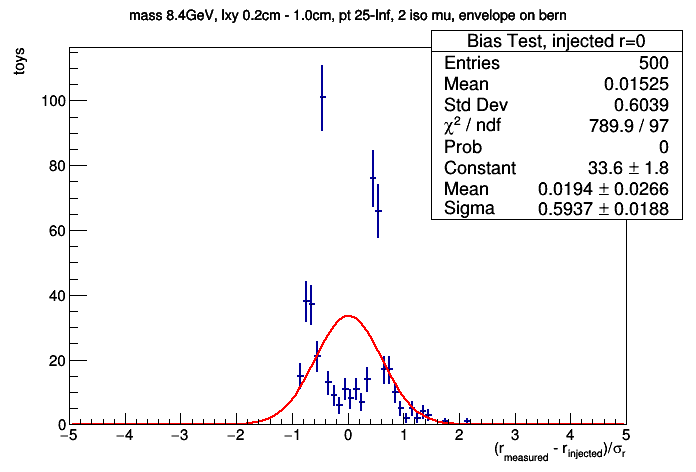 mass 8.4GeV, lxy 0.2cm - 1.0cm, pt 25-Inf, 2 iso mu, envelope on bern
Bias Test, injected r=0
Entries 500
Mean 0.01525
Std Dev 0.6039
χ² / ndf 789.9 / 97
Prob 0
Constant 33.6 ± 1.8
Mean 0.0194 ± 0.0266
Sigma 0.5937 ± 0.0188
toys
100
80
60
40
20
0
−5 −4 −3 −2 −1 0 1 2 3 4 5
(r_measured - r_injected)/σ_r